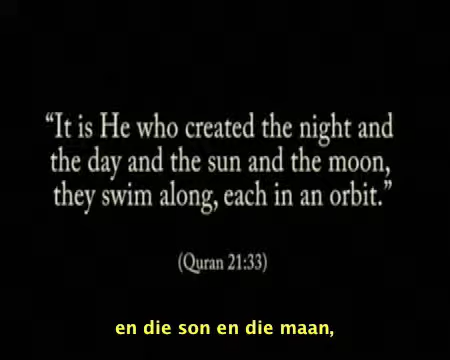 “It is He who created the night and
the day and the sun and the moon,
they swim along, each in an orbit.”
(Quran 21:33)
en die son en die maan,